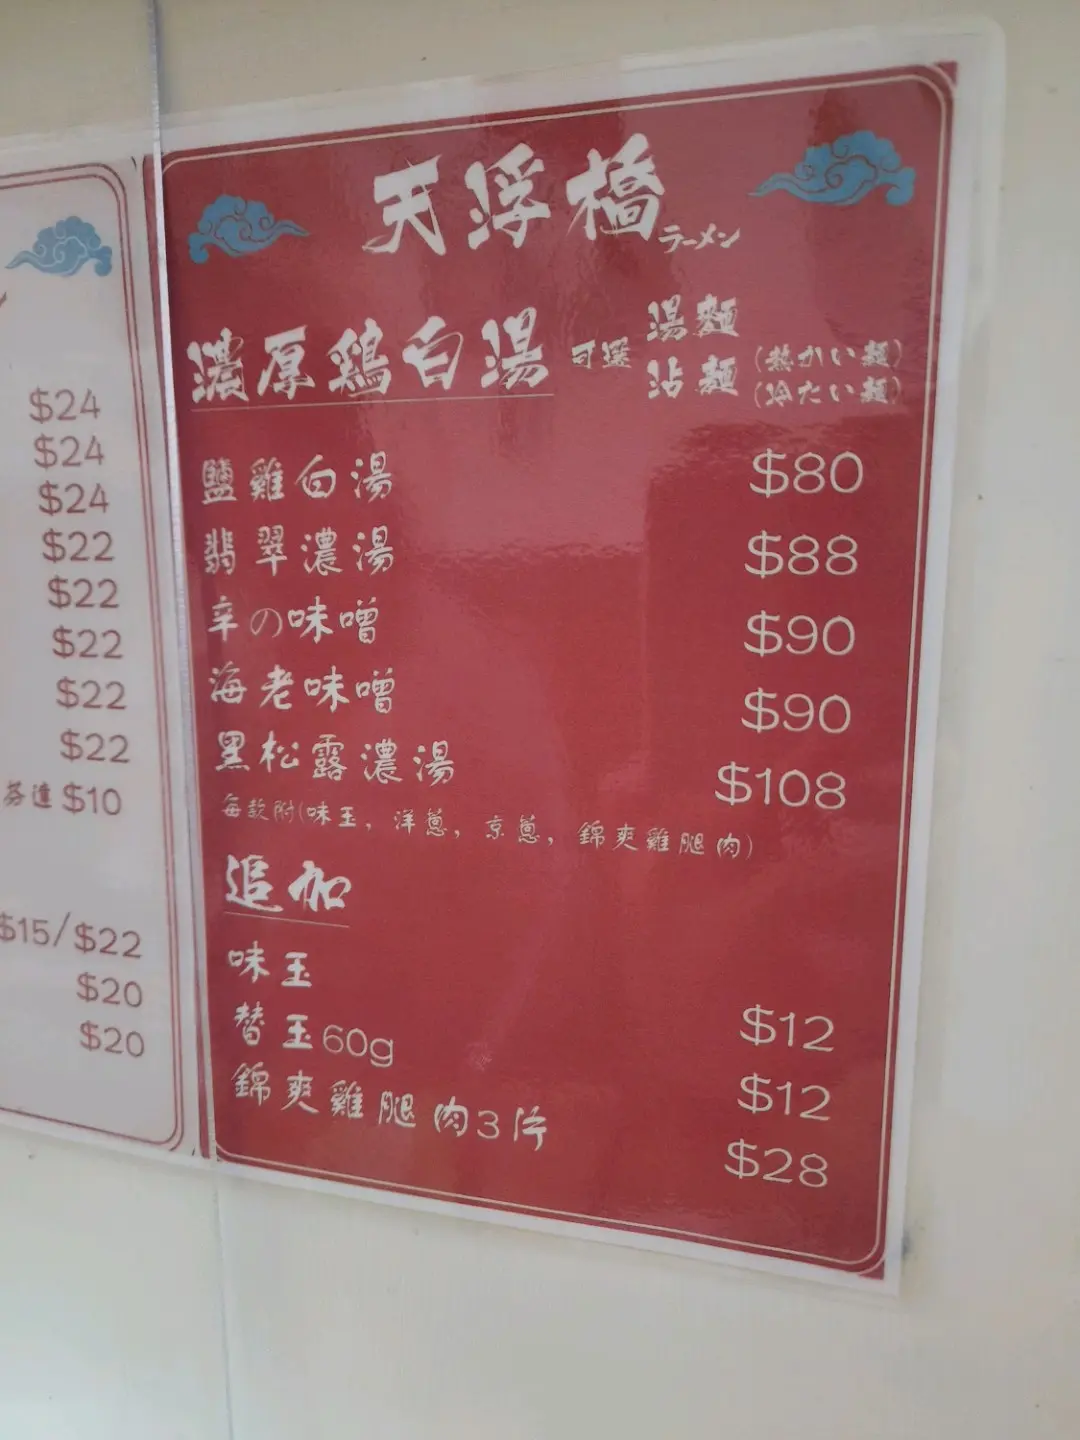 $24
$24
$24
$22
$22
$22
$22
$22
芬達 $10
$15/$22
$20
$20
天浮橋ラーメン
濃厚鶏白湯 可選 湯麵 (熱かい麵)
沾麵 (冷たい麵)
鹽雞白湯 $80
翡翠濃湯 $88
辛の味噌 $90
海老味噌 $90
黑松露濃湯 $108
每款附(味玉, 洋蔥, 京蔥, 錦爽雞腿肉)
追加
味玉 $12
替玉60g $12
錦爽雞腿肉3片 $28